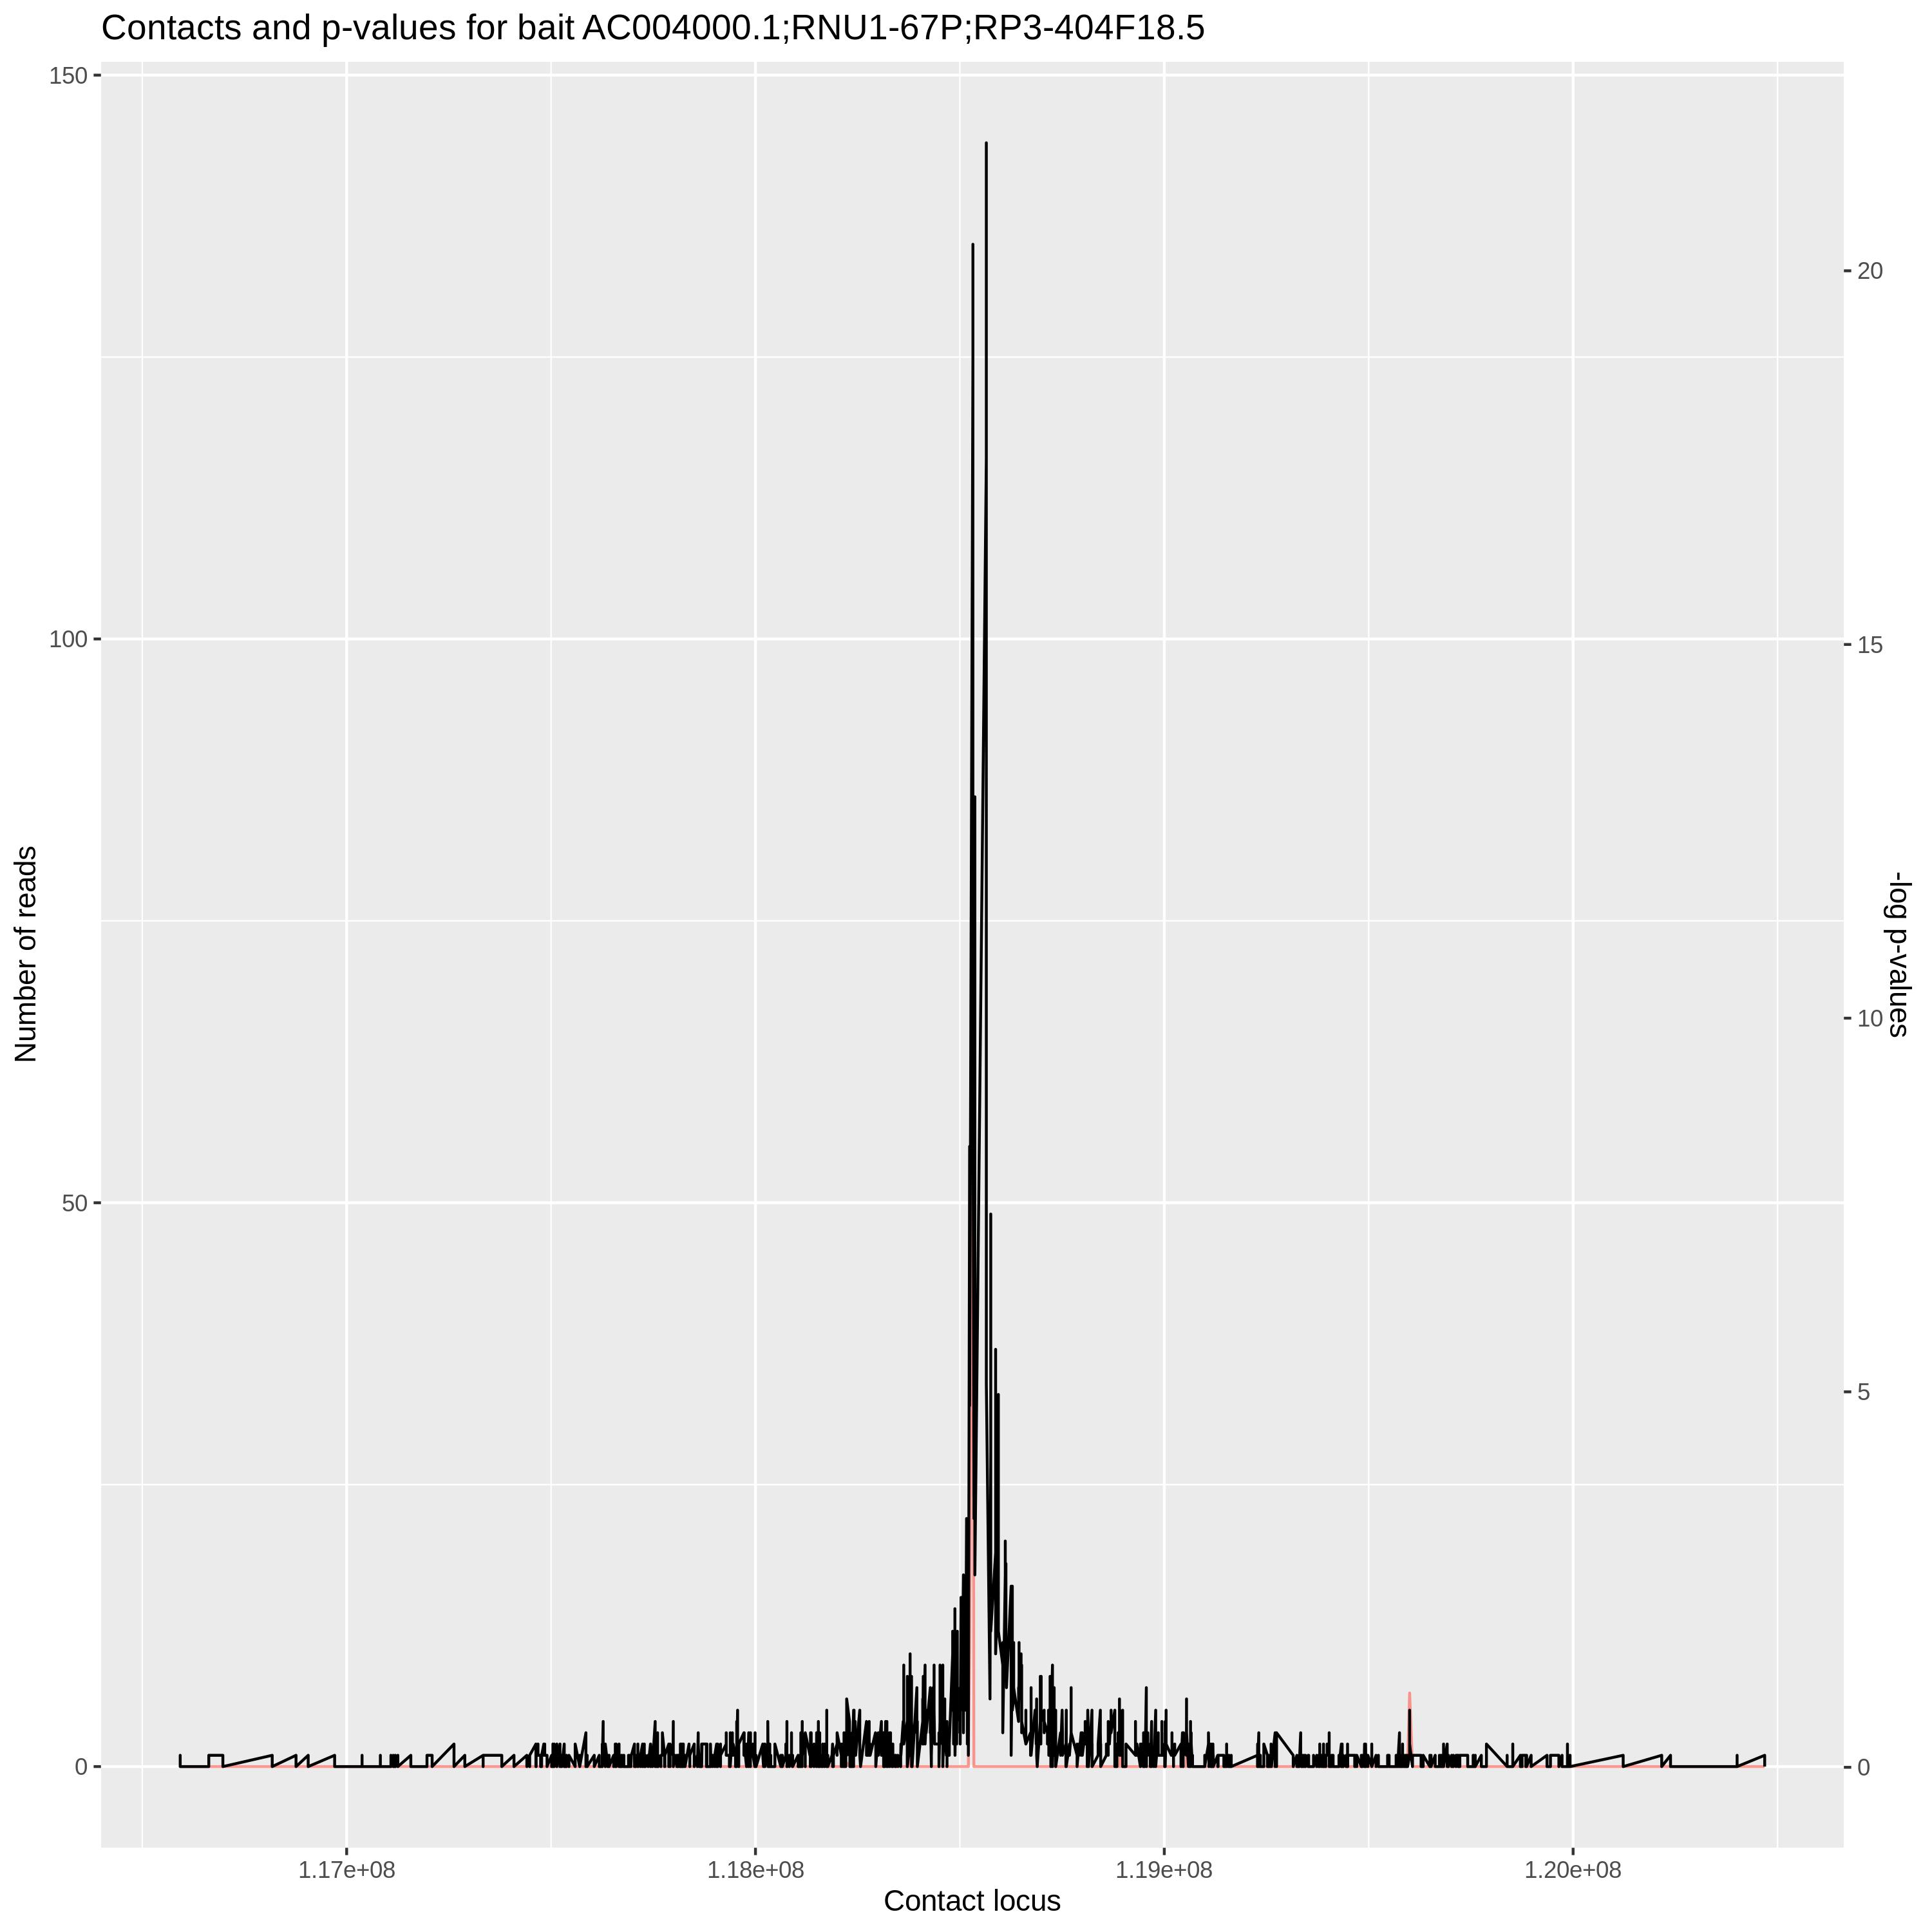 Contacts and p-values for bait AC004000.1;RNU1-67P;RP3-404F18.5
150
100
50
0
Number of reads
20
15
10
5
0
-log p-values
1.17e+08
1.18e+08
1.19e+08
1.20e+08
Contact locus